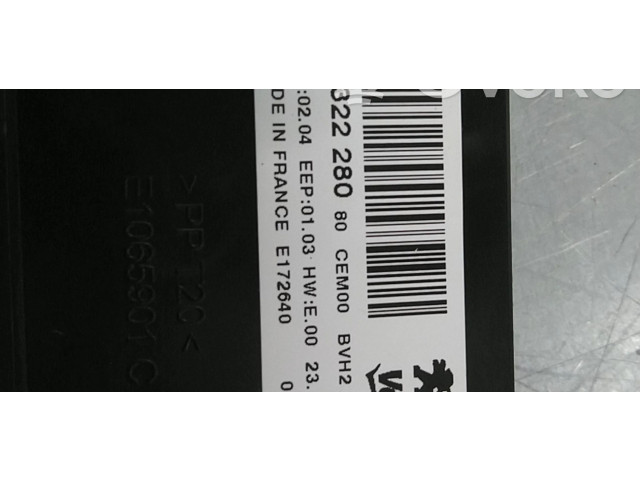 322 280 80 CEM00 BVH2
:02.04 EEP:01.03 HW:E.00 23.
DE IN FRANCE E172640 0
> PP T20 <
E1065901 C